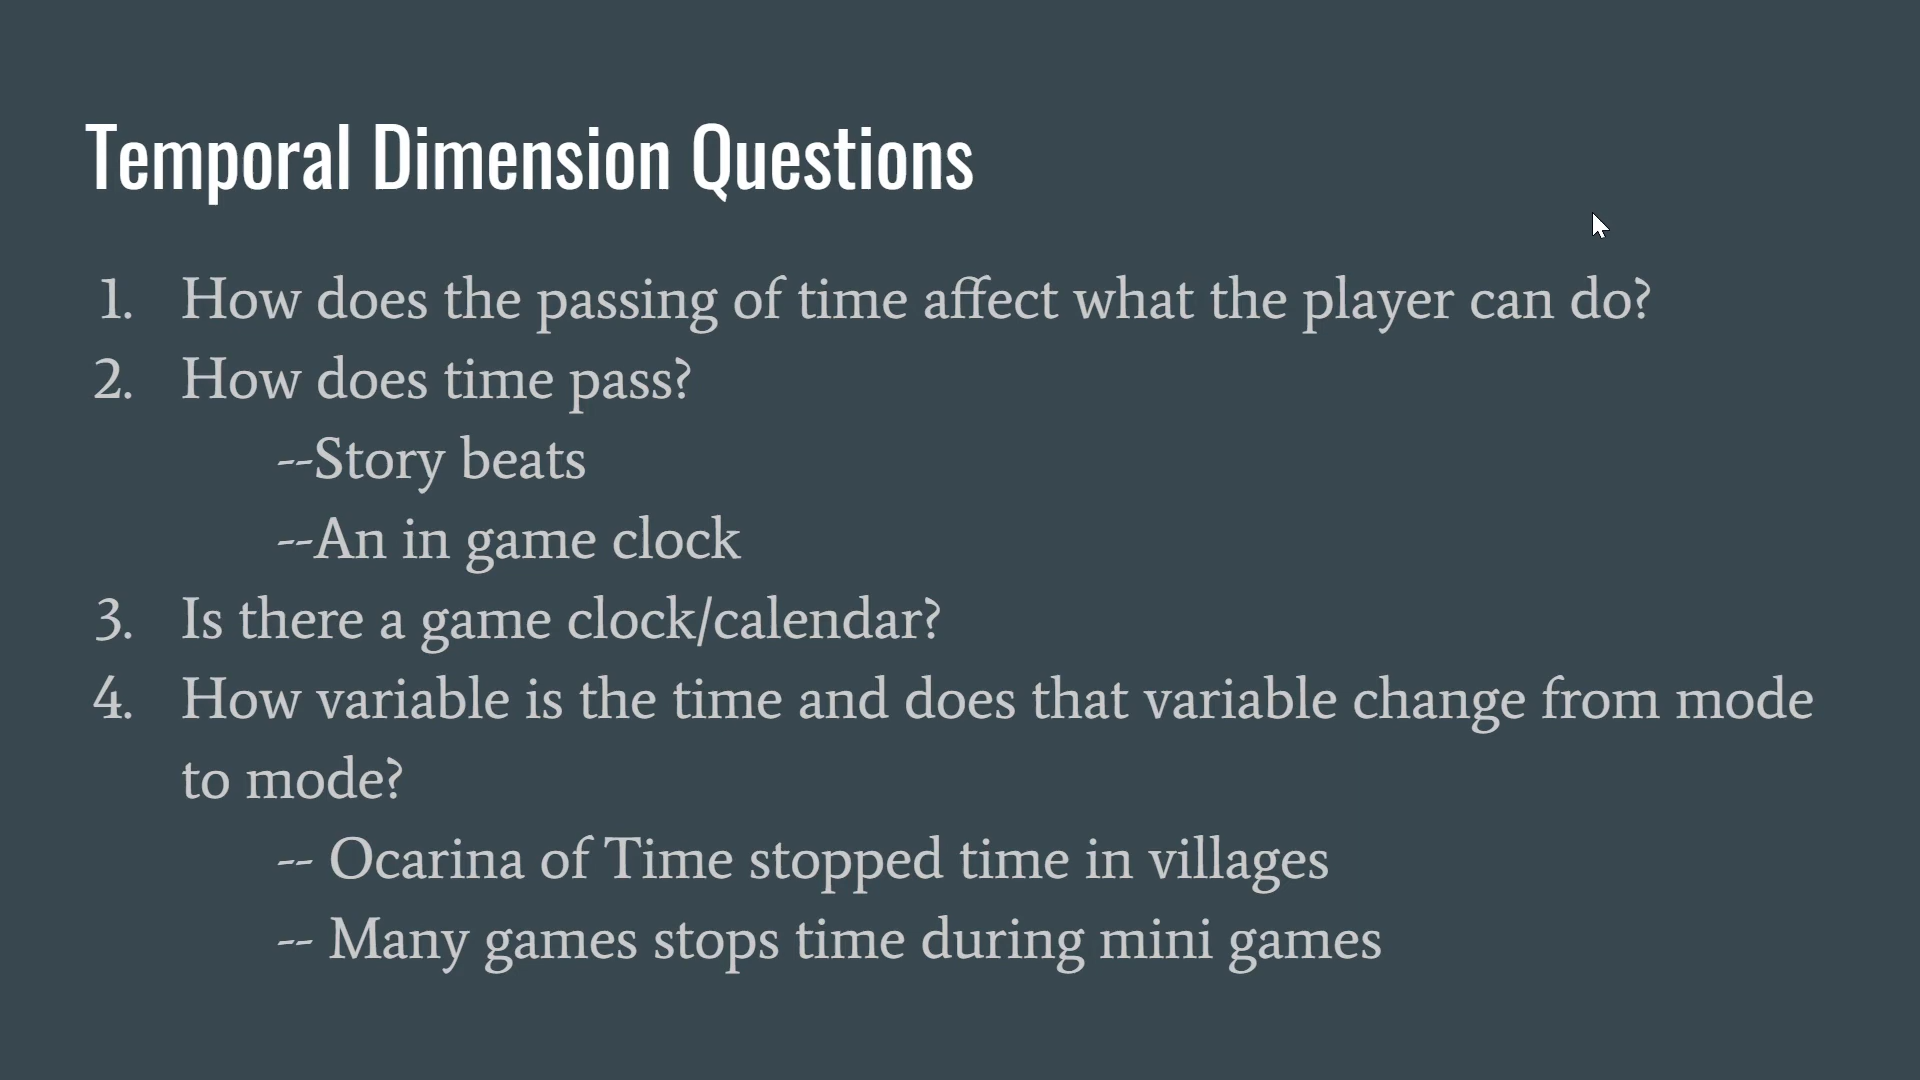 Temporal Dimension Questions
1. How does the passing of time affect what the player can do?
2. How does time pass?
--Story beats
--An in game clock
3. Is there a game clock/calendar?
4. How variable is the time and does that variable change from mode
to mode?
-- Ocarina of Time stopped time in villages
-- Many games stops time during mini games